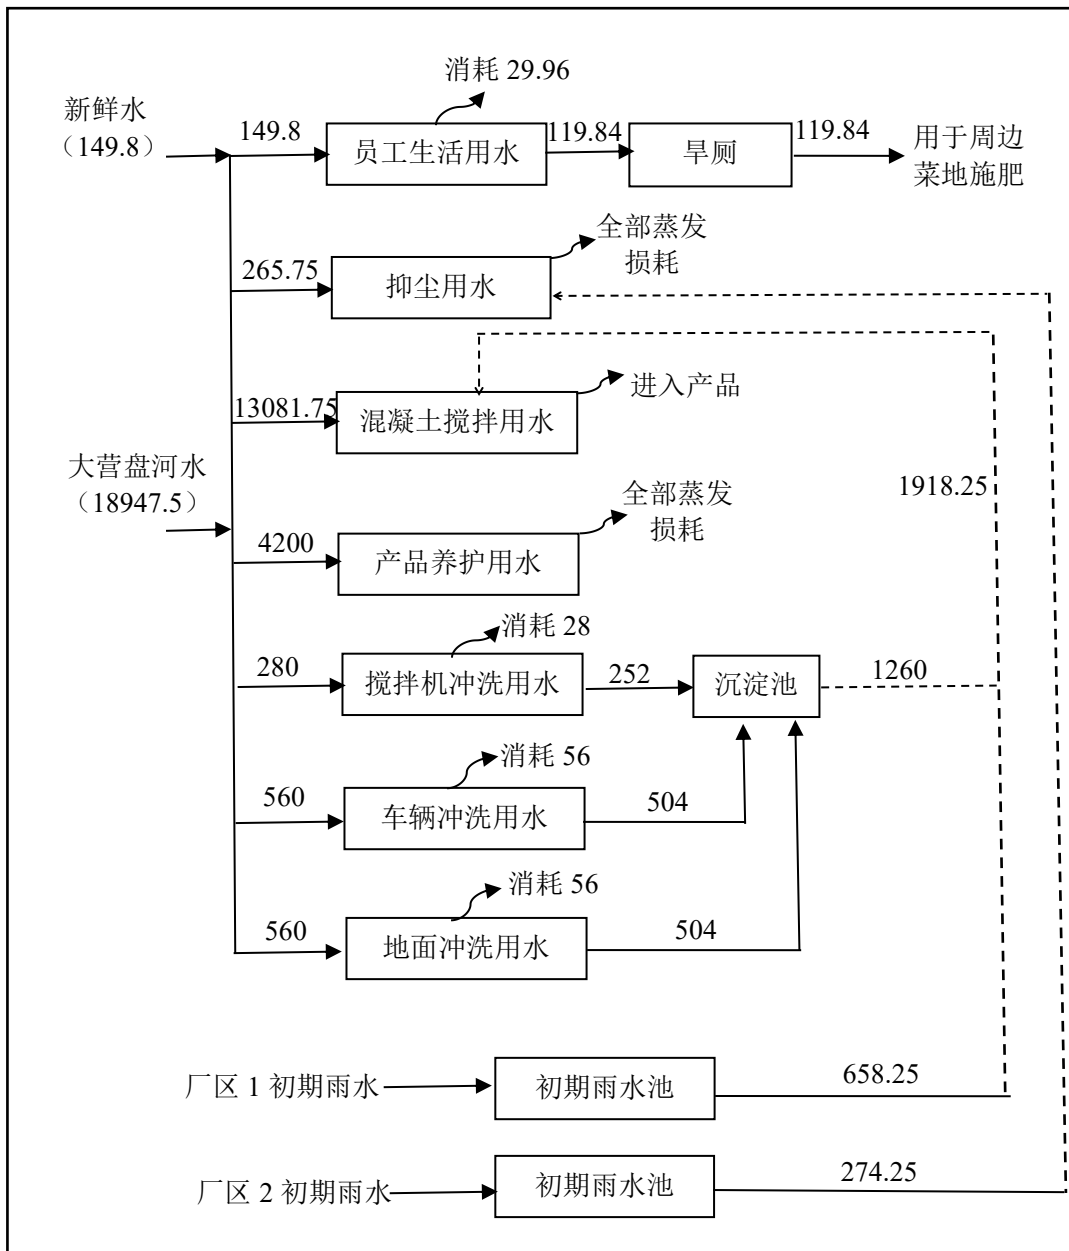 消耗 29.96
新鲜水
（149.8）
149.8
员工生活用水
119.84
旱厕
119.84
用于周边
菜地施肥
全部蒸发
损耗
265.75
抑尘用水
进入产品
13081.75
混凝土搅拌用水
大营盘河水
（18947.5）
1918.25
全部蒸发
损耗
4200
产品养护用水
消耗 28
280
搅拌机冲洗用水
252
沉淀池
1260
消耗 56
560
车辆冲洗用水
504
消耗 56
560
地面冲洗用水
504
厂区 1 初期雨水
初期雨水池
658.25
厂区 2 初期雨水
初期雨水池
274.25